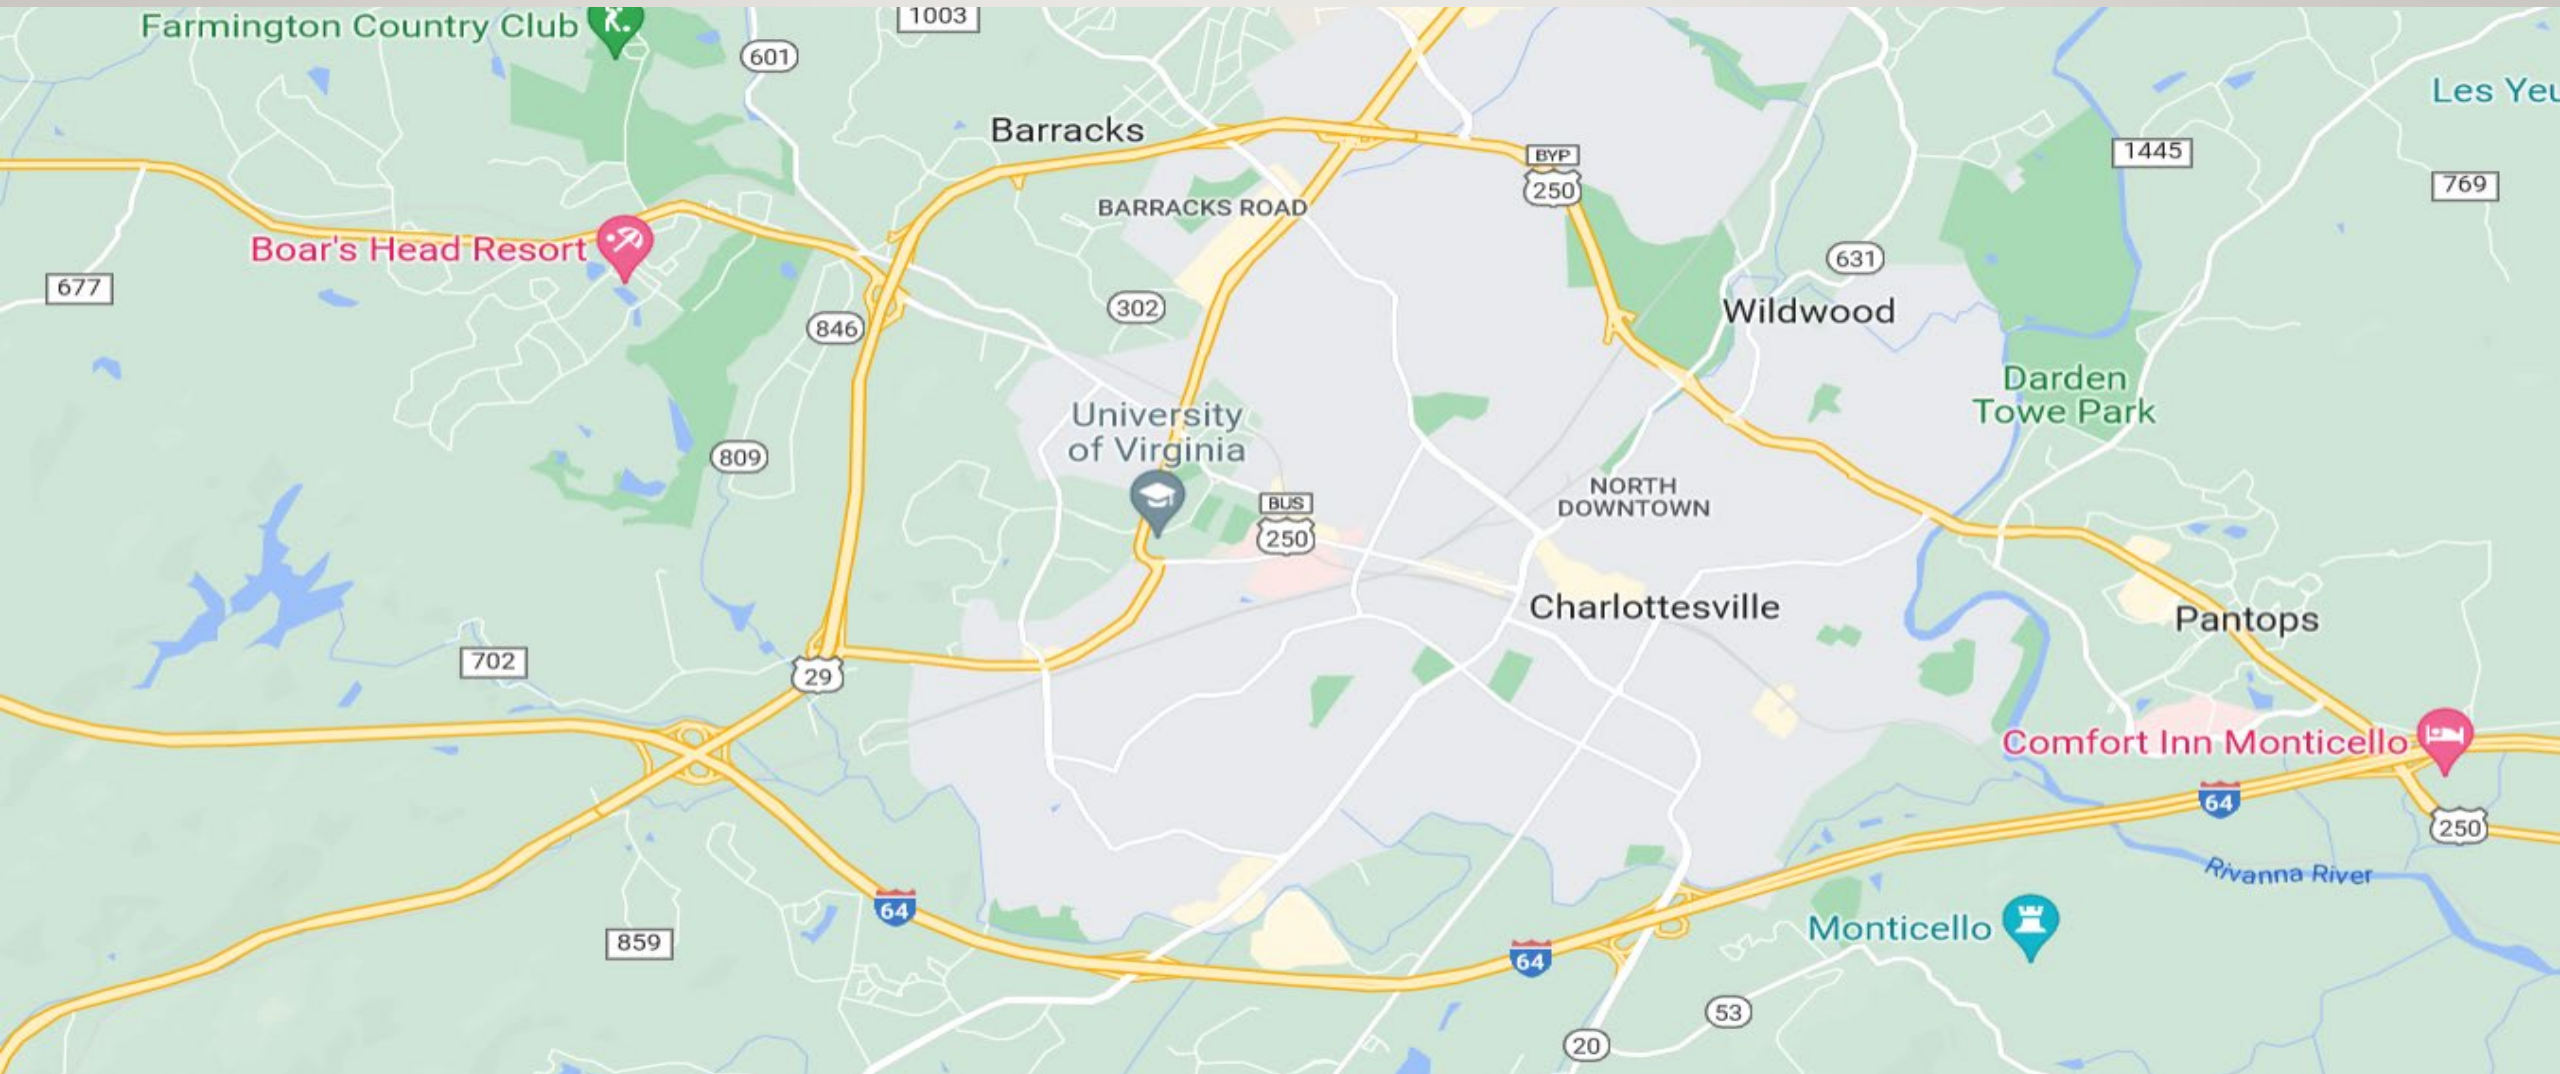 Farmington Country Club
1003
601
Les Yeu
Barracks
BYP
250
1445
769
BARRACKS ROAD
Boar's Head Resort
677
631
302
846
Wildwood
Darden
Towe Park
University
of Virginia
809
NORTH
DOWNTOWN
BUS
250
Charlottesville
Pantops
702
29
Comfort Inn Monticello
64
250
Rivanna River
64
859
Monticello
64
53
20